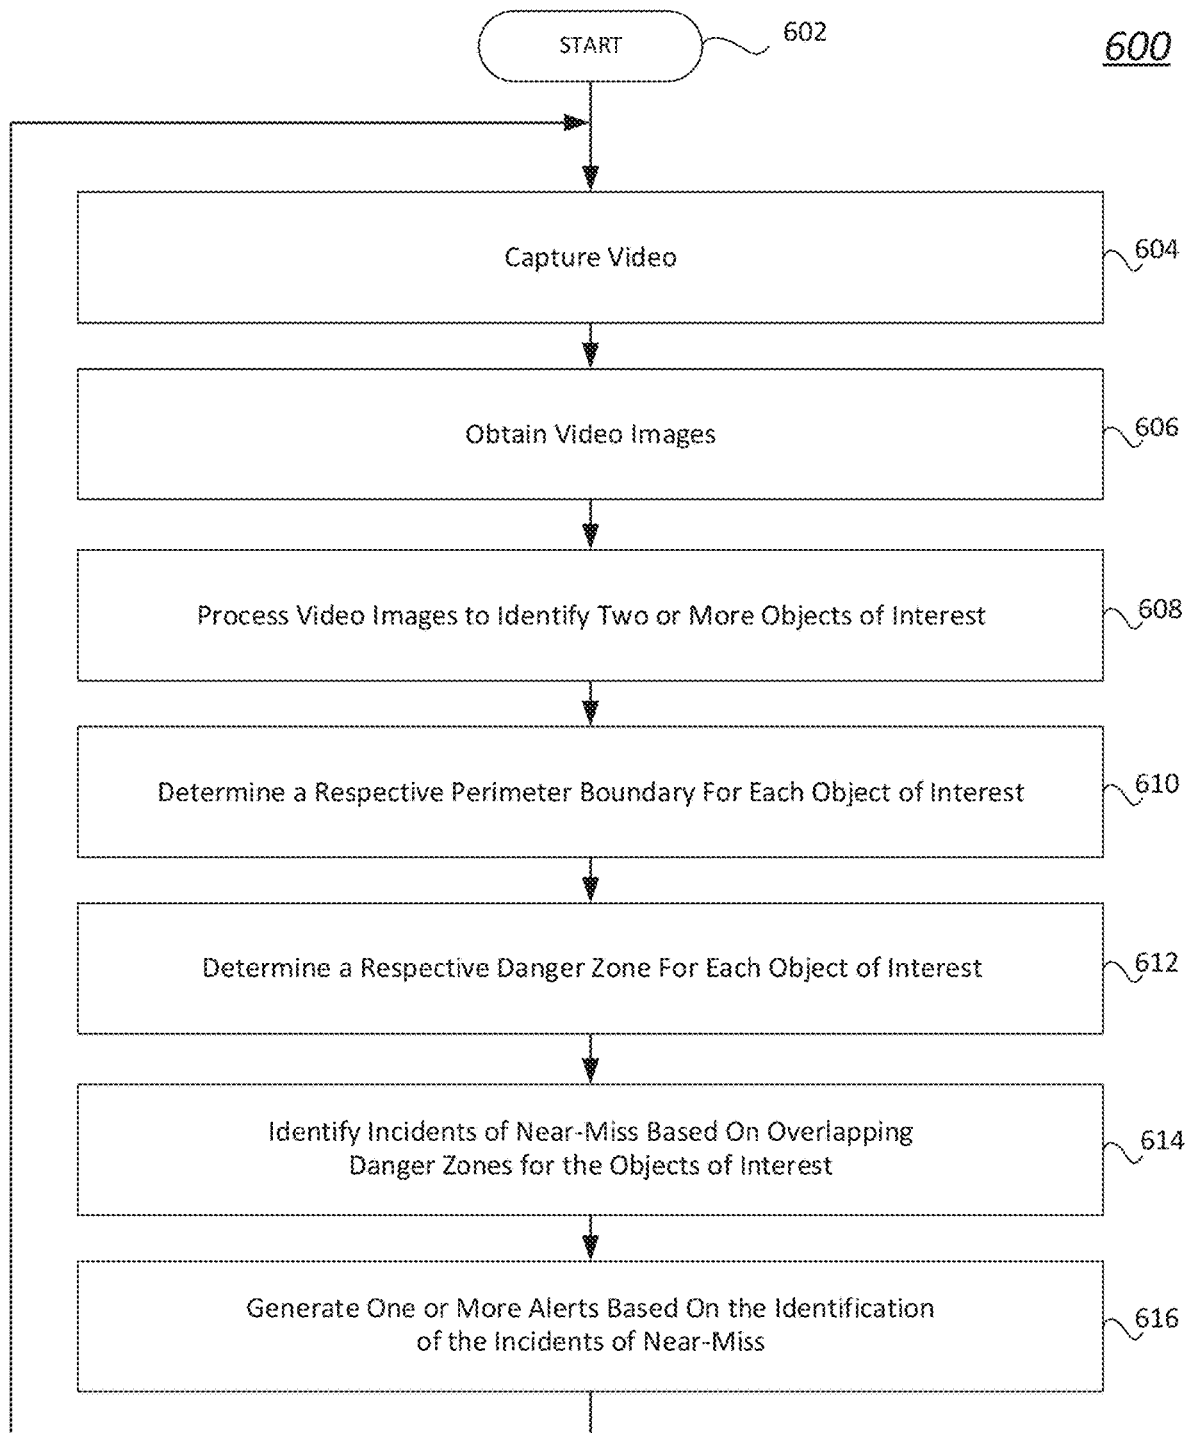 START
602
600
Capture Video
604
Obtain Video Images
606
Process Video Images to Identify Two or More Objects of Interest
608
Determine a Respective Perimeter Boundary For Each Object of Interest
610
Determine a Respective Danger Zone For Each Object of Interest
612
Identify Incidents of Near-Miss Based On Overlapping
Danger Zones for the Objects of Interest
614
Generate One or More Alerts Based On the Identification
of the Incidents of Near-Miss
616